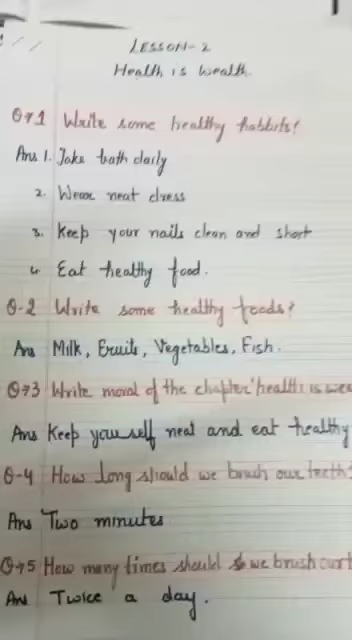 LESSON-2
Health is wealth
Q→1 Write some healthy habbits?
Ans 1. Take bath daily
2. Wear neat dress
3. Keep your nails clean and short
4. Eat healthy food.
Q-2 Write some healthy foods?
Ans Milk, Fruits, Vegetables, Fish.
Q→3 Write moral of the chapter 'health is wea
Ans Keep yourself neat and eat healthy
Q-4 How long should we brush our teeth?
Ans Two minutes
Q→5 How many times should we brush our t
Ans Twice a day.